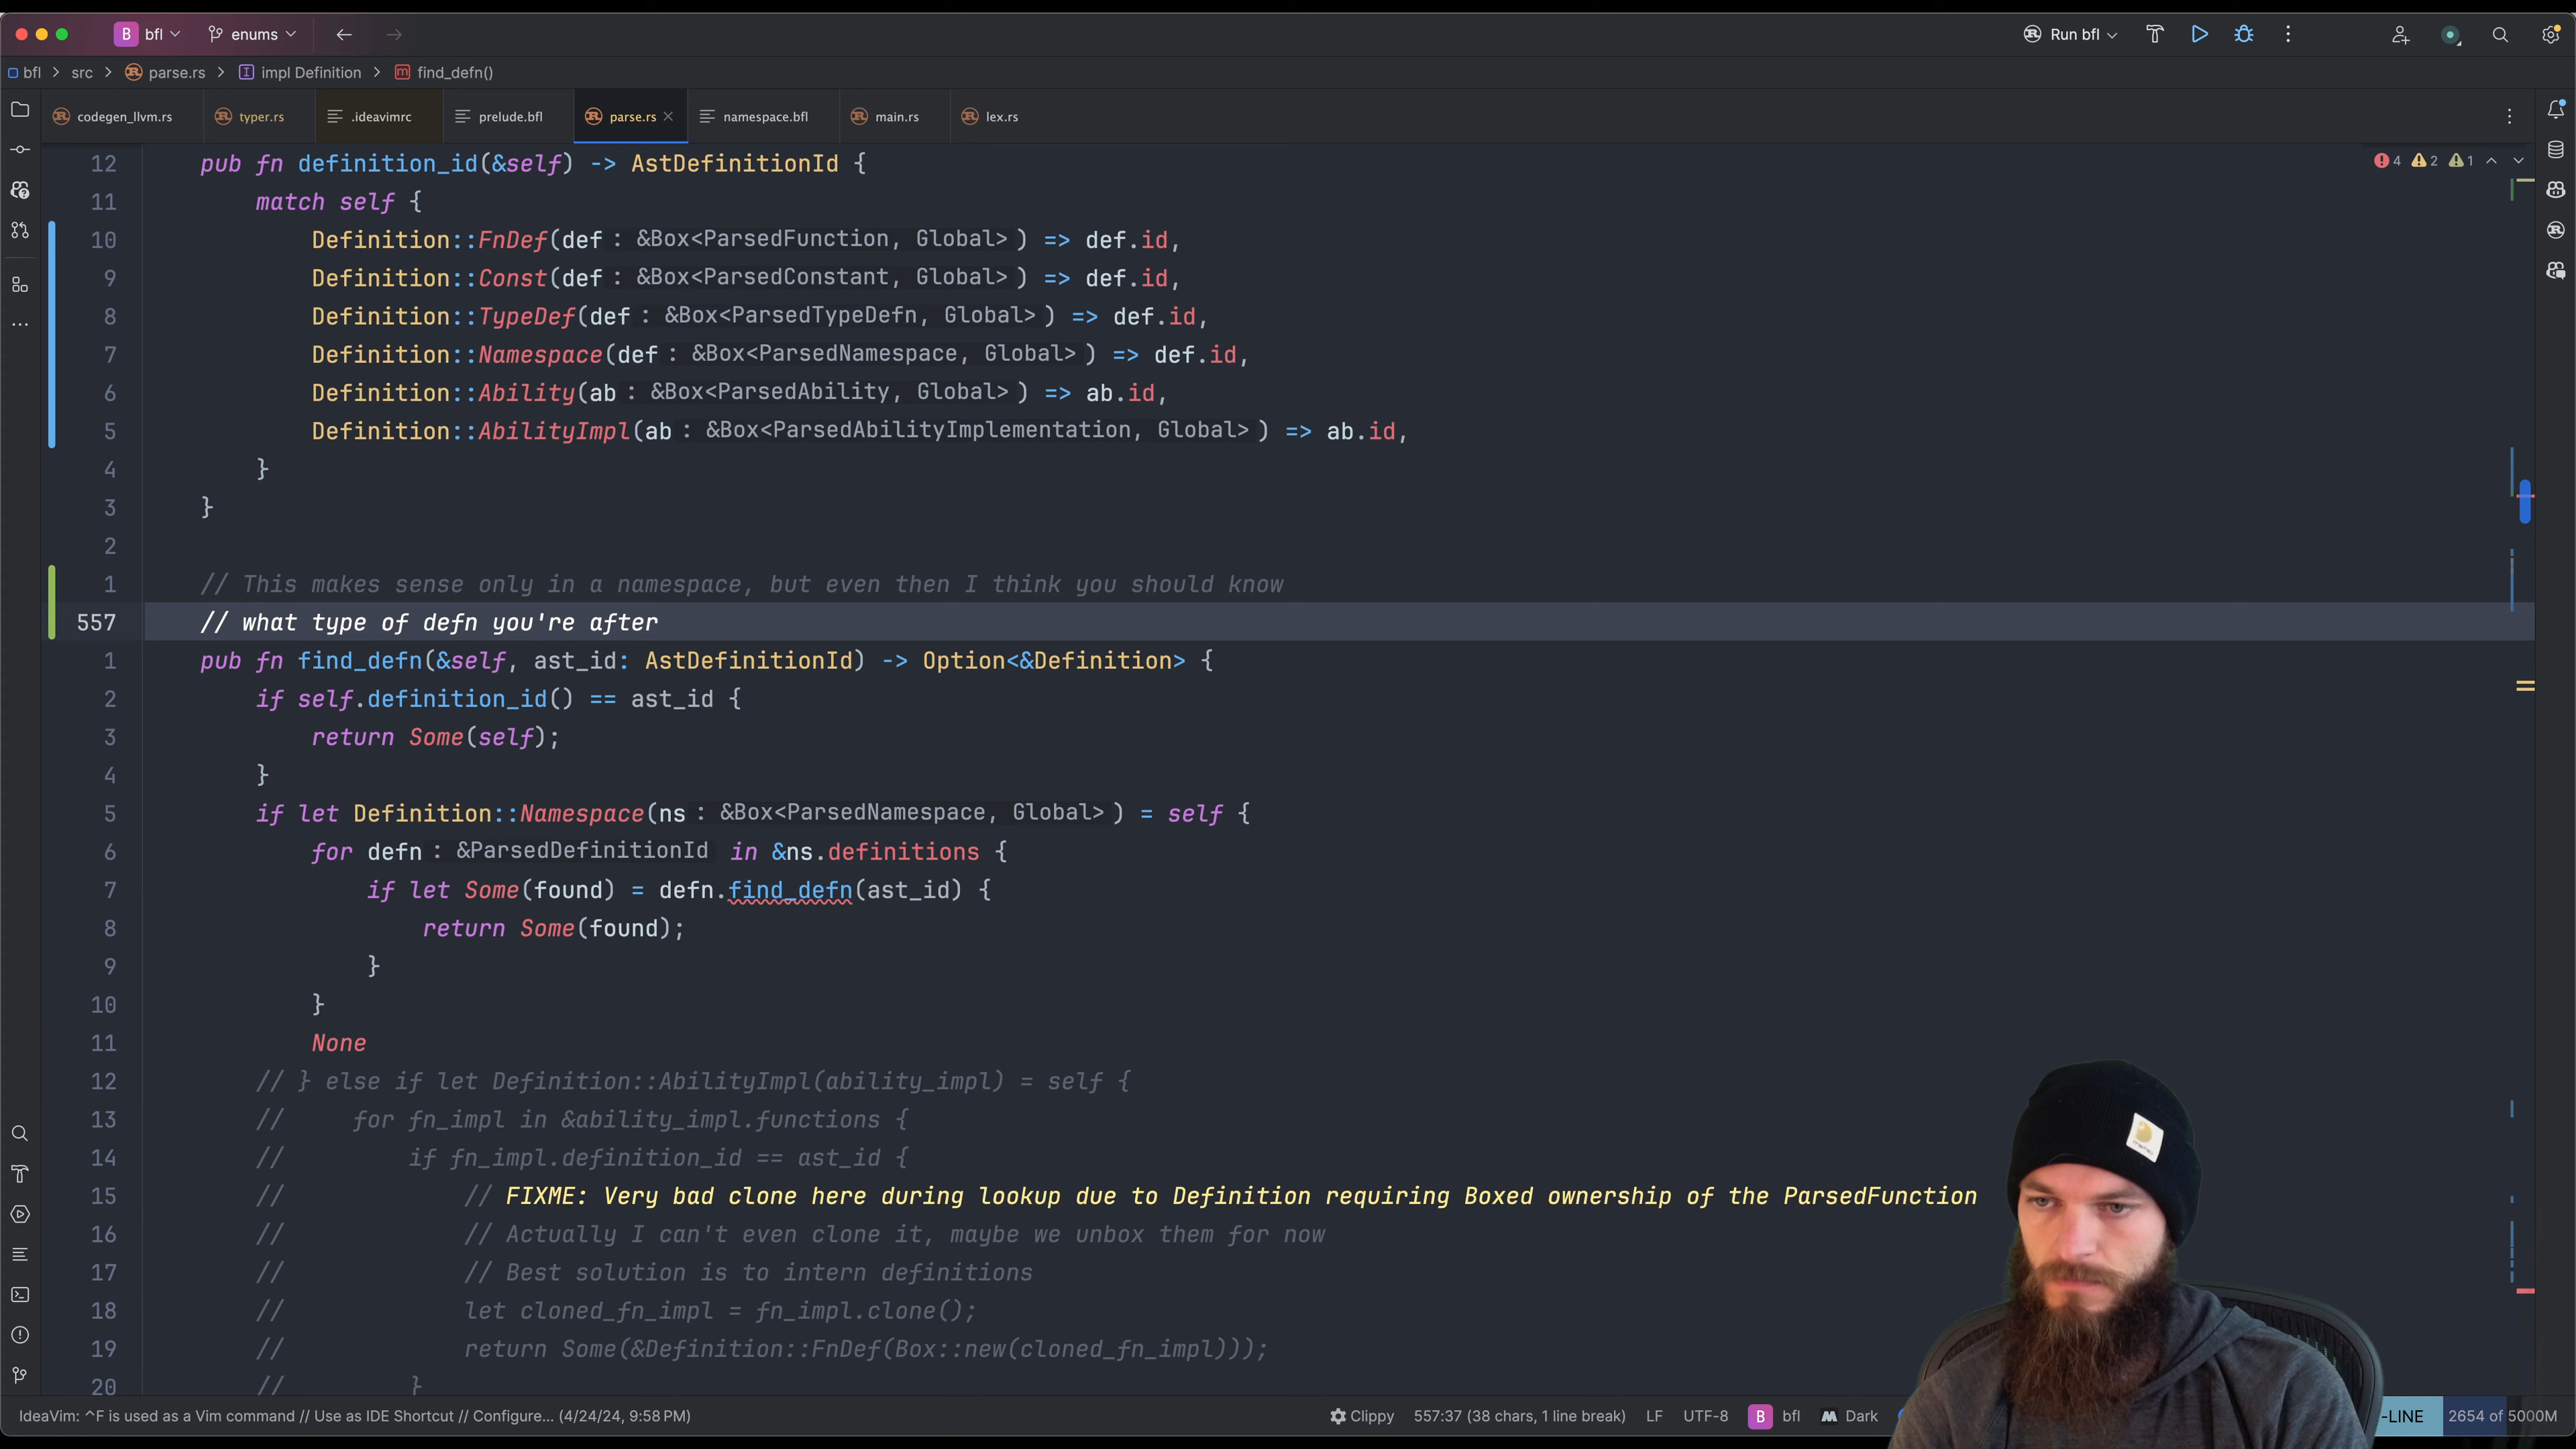 B bfl enums Run bfl
bfl > src > parse.rs > impl Definition > find_defn()
codegen_llvm.rs typer.rs .ideavimrc prelude.bfl parse.rs namespace.bfl main.rs lex.rs
4 2 1
12 pub fn definition_id(&self) -> AstDefinitionId {
11 match self {
10 Definition::FnDef(def: &Box<ParsedFunction, Global>) => def.id,
9 Definition::Const(def: &Box<ParsedConstant, Global>) => def.id,
8 Definition::TypeDef(def: &Box<ParsedTypeDefn, Global>) => def.id,
7 Definition::Namespace(def: &Box<ParsedNamespace, Global>) => def.id,
6 Definition::Ability(ab: &Box<ParsedAbility, Global>) => ab.id,
5 Definition::AbilityImpl(ab: &Box<ParsedAbilityImplementation, Global>) => ab.id,
4 }
3 }
2
1 // This makes sense only in a namespace, but even then I think you should know
557 // what type of defn you're after
1 pub fn find_defn(&self, ast_id: AstDefinitionId) -> Option<&Definition> {
2 if self.definition_id() == ast_id {
3 return Some(self);
4 }
5 if let Definition::Namespace(ns: &Box<ParsedNamespace, Global>) = self {
6 for defn: &ParsedDefinitionId in &ns.definitions {
7 if let Some(found) = defn.find_defn(ast_id) {
8 return Some(found);
9 }
10 }
11 None
12 // } else if let Definition::AbilityImpl(ability_impl) = self {
13 // for fn_impl in &ability_impl.functions {
14 // if fn_impl.definition_id == ast_id {
15 // // FIXME: Very bad clone here during lookup due to Definition requiring Boxed ownership of the ParsedFunction
16 // // Actually I can't even clone it, maybe we unbox them for now
17 // // Best solution is to intern definitions
18 // let cloned_fn_impl = fn_impl.clone();
19 // return Some(&Definition::FnDef(Box::new(cloned_fn_impl)));
20 // }
IdeaVim: ^F is used as a Vim command // Use as IDE Shortcut // Configure... (4/24/24, 9:58 PM) Clippy 557:37 (38 chars, 1 line break) LF UTF-8 B bfl Dark -LINE 2654 of 5000M